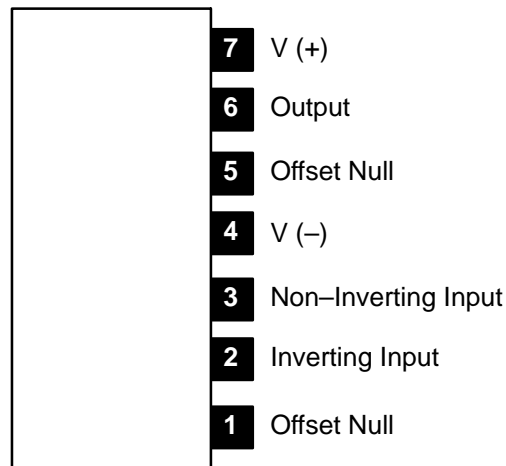 7 V (+)
6 Output
5 Offset Null
4 V (–)
3 Non–Inverting Input
2 Inverting Input
1 Offset Null